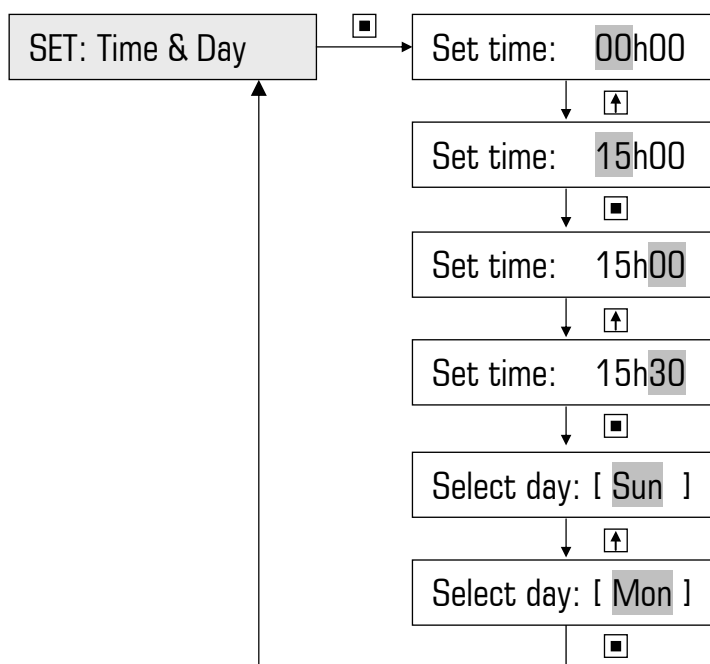 SET: Time & Day
Set time: 00h00
Set time: 15h00
Set time: 15h00
Set time: 15h30
Select day: [ Sun ]
Select day: [ Mon ]